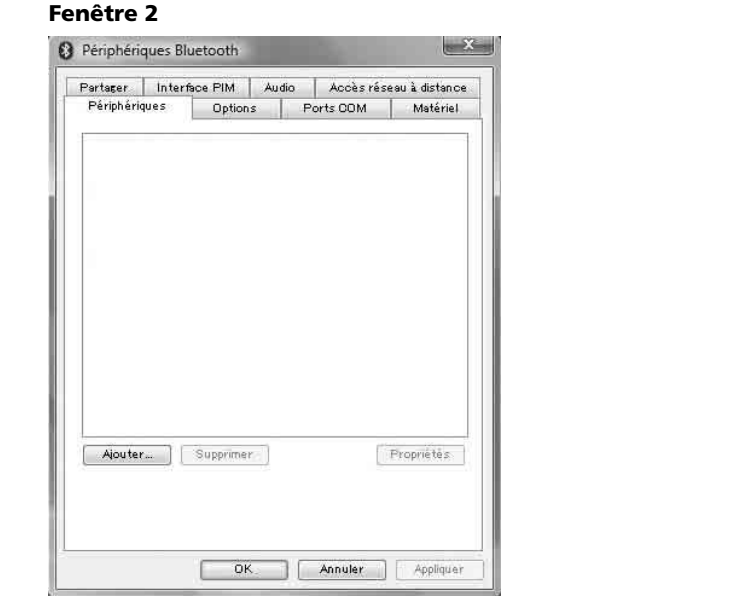 Fenêtre 2
Périphériques Bluetooth
Partager Interface PIM Audio Accès réseau à distance
Périphériques Options Ports COM Matériel
Ajouter... Supprimer Propriétés
OK Annuler Appliquer